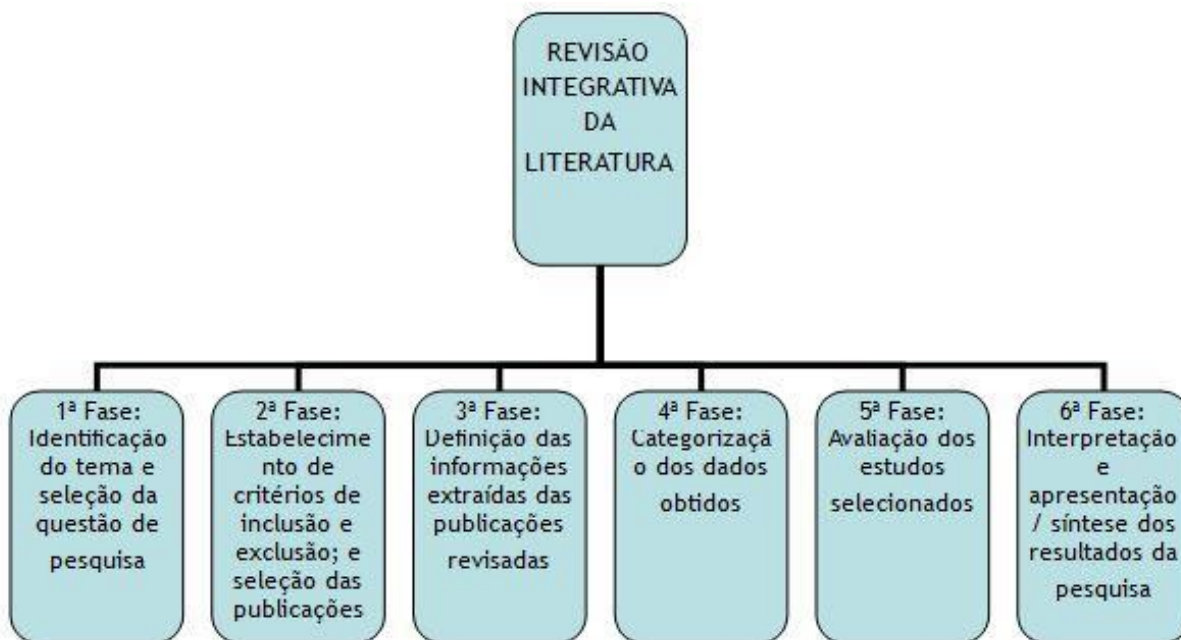 REVISÃO
INTEGRATIVA
DA
LITERATURA
1ª Fase:
Identificação
do tema e
seleção da
questão de
pesquisa
2ª Fase:
Estabelecime
nto de
critérios de
inclusão e
exclusão; e
seleção das
publicações
3ª Fase:
Definição das
informações
extraídas das
publicações
revisadas
4ª Fase:
Categorizaçã
o dos dados
obtidos
5ª Fase:
Avaliação dos
estudos
selecionados
6ª Fase:
Interpretação
e
apresentação
/ síntese dos
resultados da
pesquisa